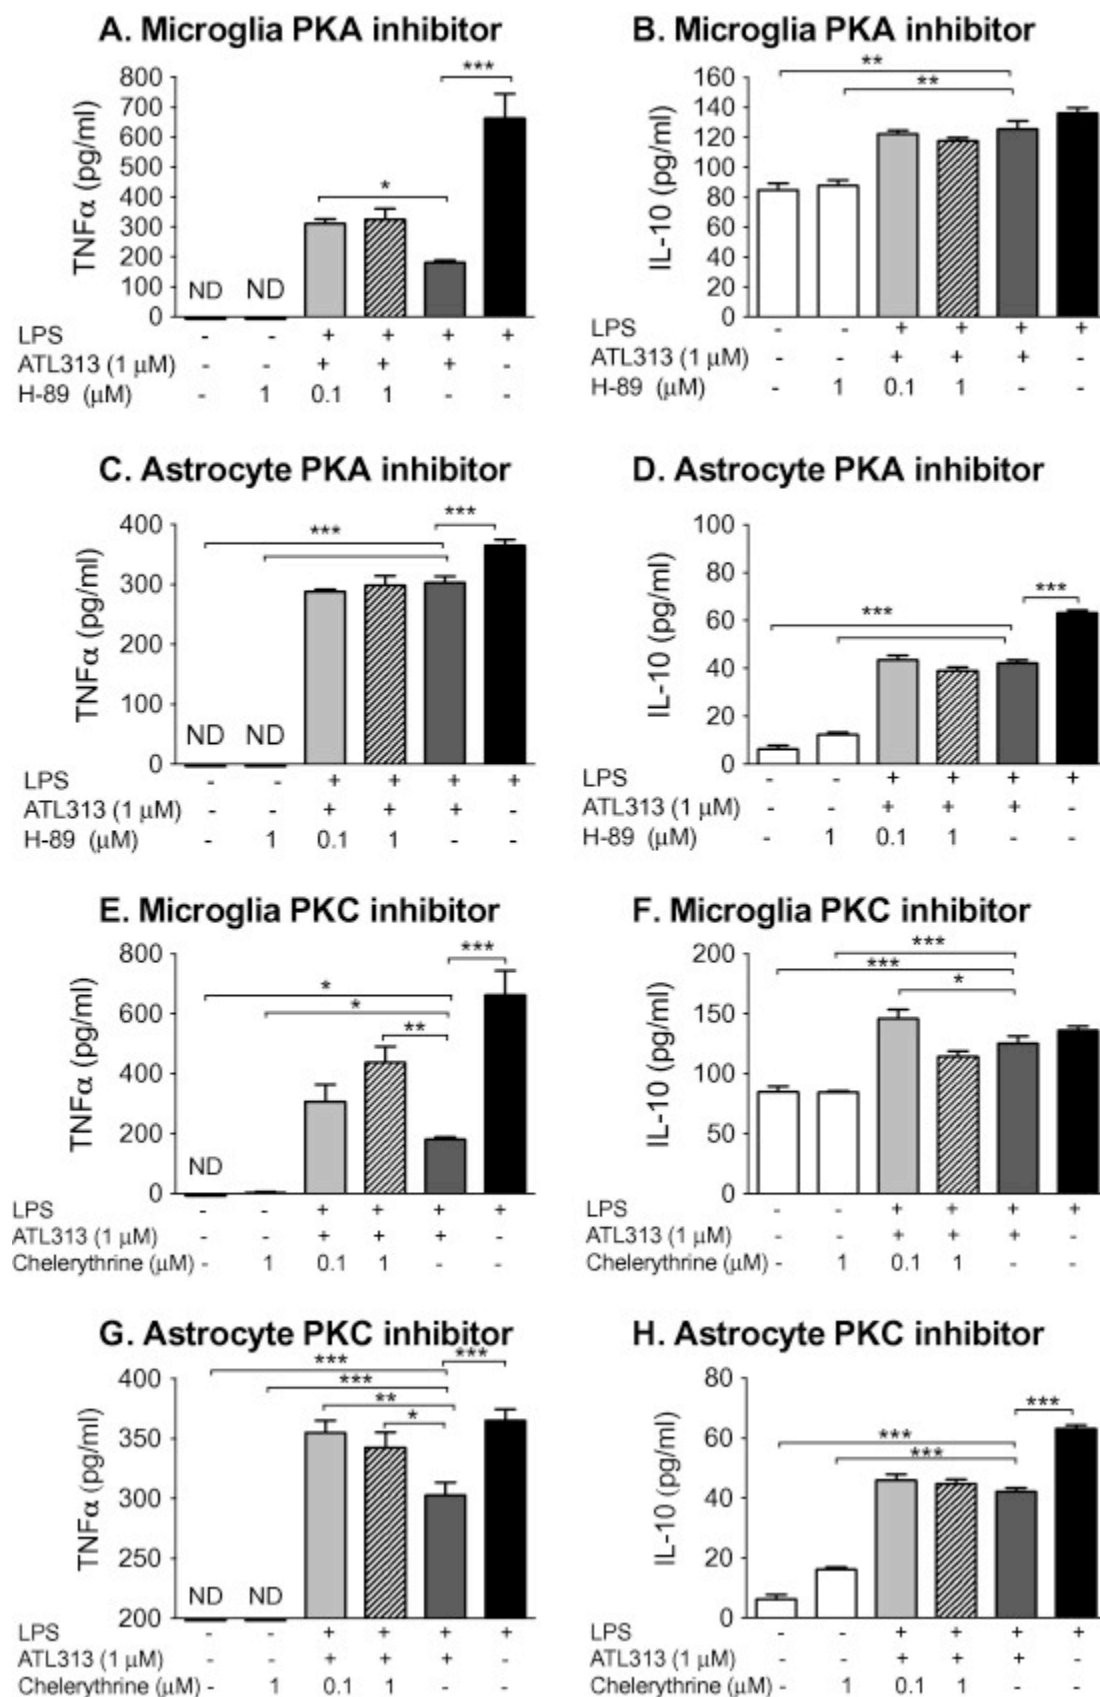 A. Microglia PKA inhibitor
TNFα (pg/ml)
800
700
600
500
400
300
200
100
0
***
*
ND ND
LPS - - + + + +
ATL313 (1 μM) - - + + + -
H-89 (μM) - 1 0.1 1 - -
B. Microglia PKA inhibitor
IL-10 (pg/ml)
160
140
120
100
80
60
40
20
0
**
**
LPS - - + + + +
ATL313 (1 μM) - - + + + -
H-89 (μM) - 1 0.1 1 - -
C. Astrocyte PKA inhibitor
TNFα (pg/ml)
400
300
200
100
0
***
***
ND ND
LPS - - + + + +
ATL313 (1 μM) - - + + + -
H-89 (μM) - 1 0.1 1 - -
D. Astrocyte PKA inhibitor
IL-10 (pg/ml)
100
80
60
40
20
0
***
***
LPS - - + + + +
ATL313 (1 μM) - - + + + -
H-89 (μM) - 1 0.1 1 - -
E. Microglia PKC inhibitor
TNFα (pg/ml)
800
600
400
200
0
***
*
*
**
ND
LPS - - + + + +
ATL313 (1 μM) - - + + + -
Chelerythrine (μM) - 1 0.1 1 - -
F. Microglia PKC inhibitor
IL-10 (pg/ml)
200
150
100
50
0
***
***
*
LPS - - + + + +
ATL313 (1 μM) - - + + + -
Chelerythrine (μM) - 1 0.1 1 - -
G. Astrocyte PKC inhibitor
TNFα (pg/ml)
400
350
300
250
200
***
***
***
**
*
ND ND
LPS - - + + + +
ATL313 (1 μM) - - + + + -
Chelerythrine (μM) - 1 0.1 1 - -
H. Astrocyte PKC inhibitor
IL-10 (pg/ml)
80
60
40
20
0
***
***
***
LPS - - + + + +
ATL313 (1 μM) - - + + + -
Chelerythrine (μM) - 1 0.1 1 - -